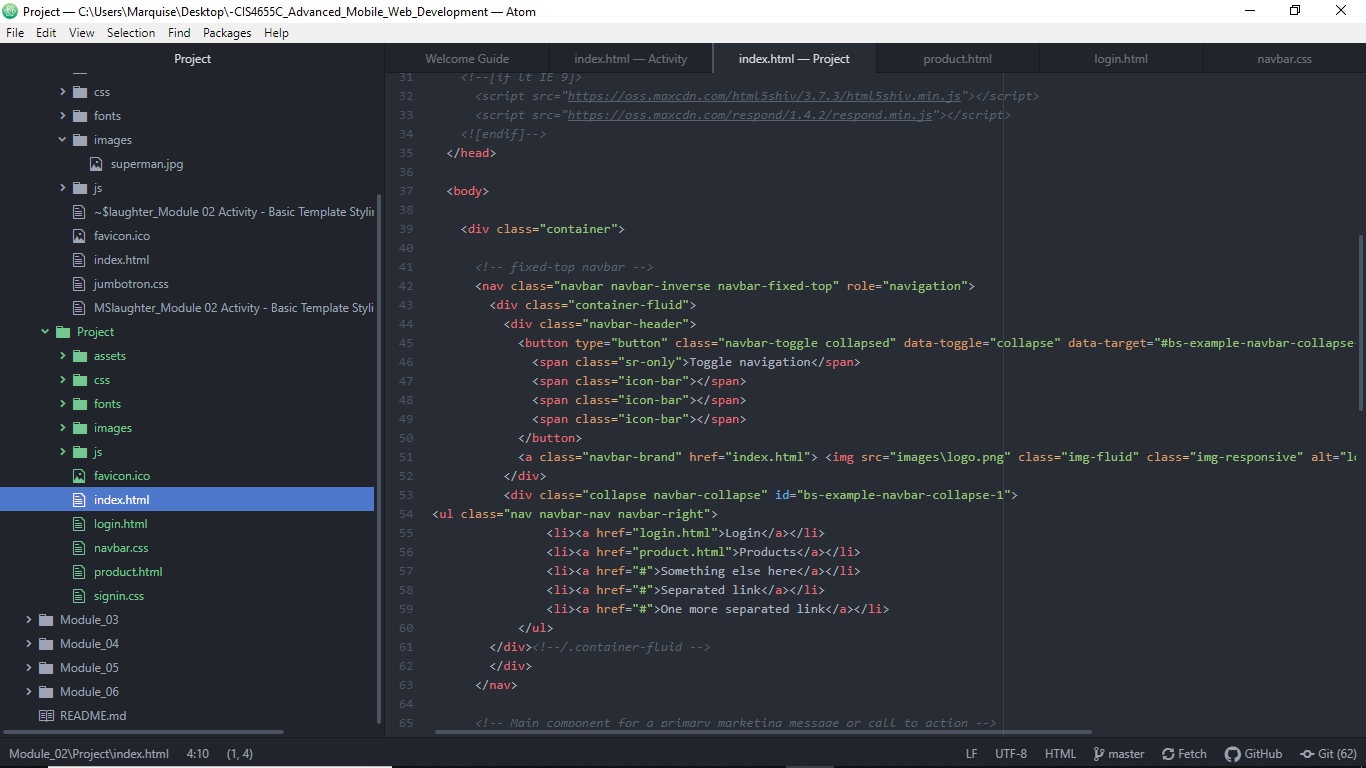 Project — C:\Users\Marquise\Desktop\-CIS4655C_Advanced_Mobile_Web_Development — Atom
File Edit View Selection Find Packages Help
Project
css
fonts
images
superman.jpg
js
~$laughter_Module 02 Activity - Basic Template Stylin
favicon.ico
index.html
jumbotron.css
MSlaughter_Module 02 Activity - Basic Template Styli
Project
assets
css
fonts
images
js
favicon.ico
index.html
login.html
navbar.css
product.html
signin.css
Module_03
Module_04
Module_05
Module_06
README.md
Welcome Guide index.html — Activity index.html — Project product.html login.html navbar.css
31 <!--[if lt IE 9]>
32 <script src="https://oss.maxcdn.com/html5shiv/3.7.3/html5shiv.min.js"></script>
33 <script src="https://oss.maxcdn.com/respond/1.4.2/respond.min.js"></script>
34 <![endif]-->
35 </head>
36
37 <body>
38
39 <div class="container">
40
41 <!-- fixed-top navbar -->
42 <nav class="navbar navbar-inverse navbar-fixed-top" role="navigation">
43 <div class="container-fluid">
44 <div class="navbar-header">
45 <button type="button" class="navbar-toggle collapsed" data-toggle="collapse" data-target="#bs-example-navbar-collapse-
46 <span class="sr-only">Toggle navigation</span>
47 <span class="icon-bar"></span>
48 <span class="icon-bar"></span>
49 <span class="icon-bar"></span>
50 </button>
51 <a class="navbar-brand" href="index.html"> <img src="images\logo.png" class="img-fluid" class="img-responsive" alt="l
52 </div>
53 <div class="collapse navbar-collapse" id="bs-example-navbar-collapse-1">
54 <ul class="nav navbar-nav navbar-right">
55 <li><a href="login.html">Login</a></li>
56 <li><a href="product.html">Products</a></li>
57 <li><a href="#">Something else here</a></li>
58 <li><a href="#">Separated link</a></li>
59 <li><a href="#">One more separated link</a></li>
60 </ul>
61 </div><!--/.container-fluid -->
62 </div>
63 </nav>
64
65 <!-- Main component for a primary marketing message or call to action -->
Module_02\Project\index.html 4:10 (1, 4) LF UTF-8 HTML master Fetch GitHub Git (62)